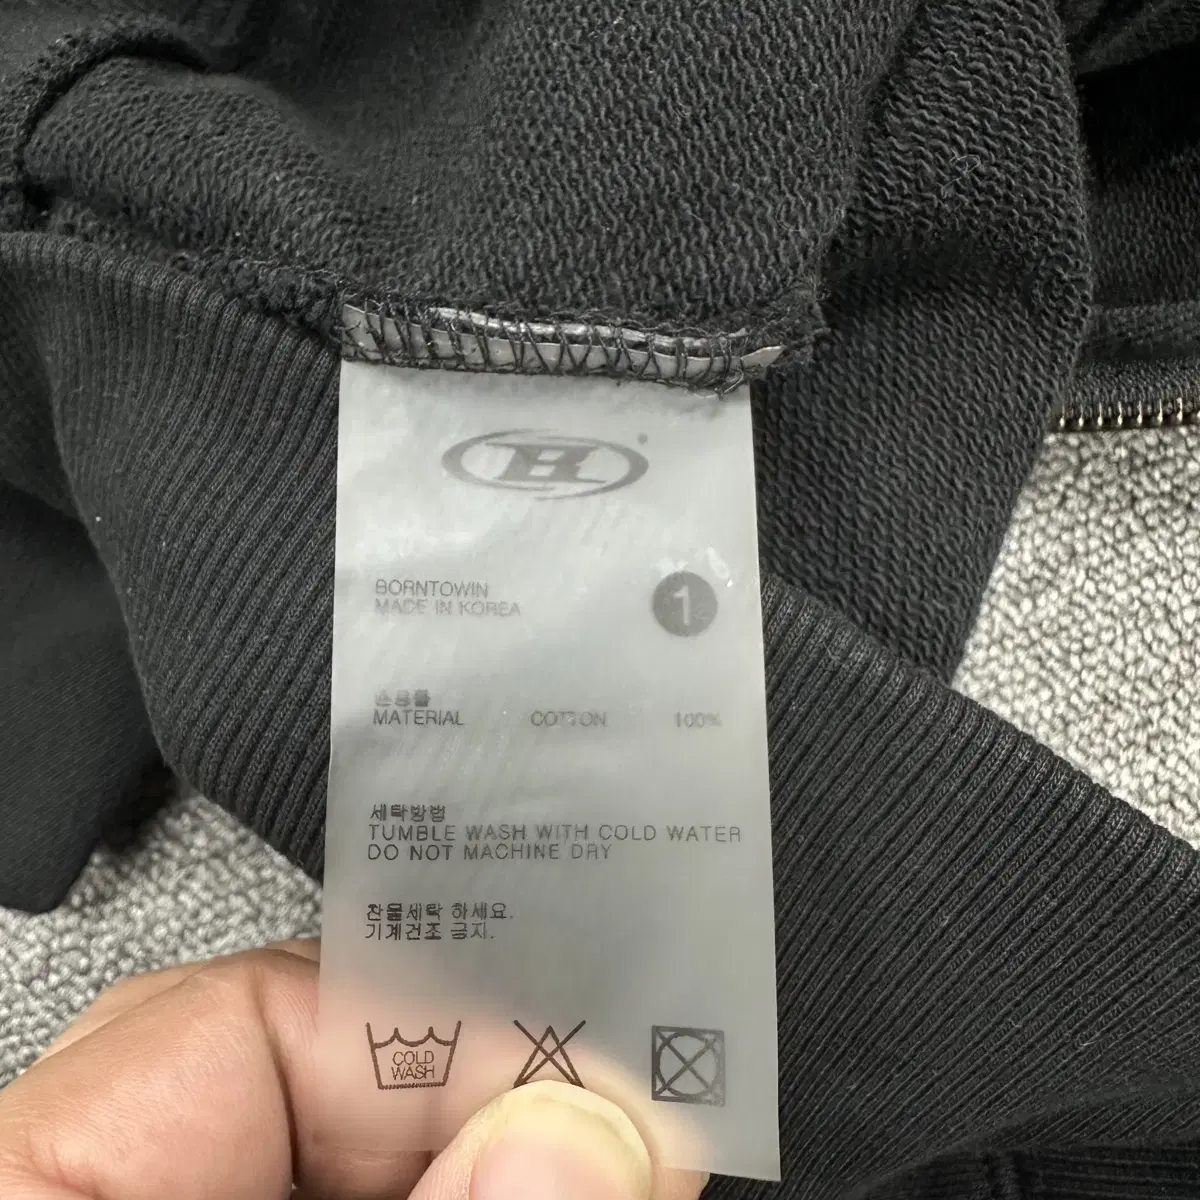 B
BORNTOWIN
MADE IN KOREA
1
혼용률
MATERIAL COTTON 100%
세탁방법
TUMBLE WASH WITH COLD WATER
DO NOT MACHINE DRY
찬물세탁 하세요.
기계건조 금지.
COLD
WASH